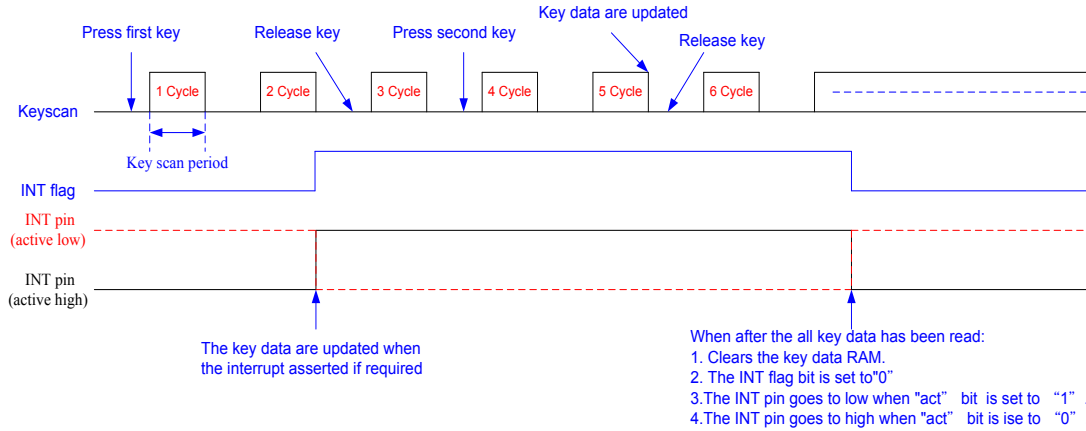 Key data are updated
Press first key
Release key
Press second key
Release key
1 Cycle
2 Cycle
3 Cycle
4 Cycle
5 Cycle
6 Cycle
Keyscan
Key scan period
INT flag
INT pin
(active low)
INT pin
(active high)
The key data are updated when
the interrupt asserted if required
When after the all key data has been read:
1. Clears the key data RAM.
2. The INT flag bit is set to"0”
3.The INT pin goes to low when "act” bit is set to “1” .
4.The INT pin goes to high when "act” bit is ise to “0”